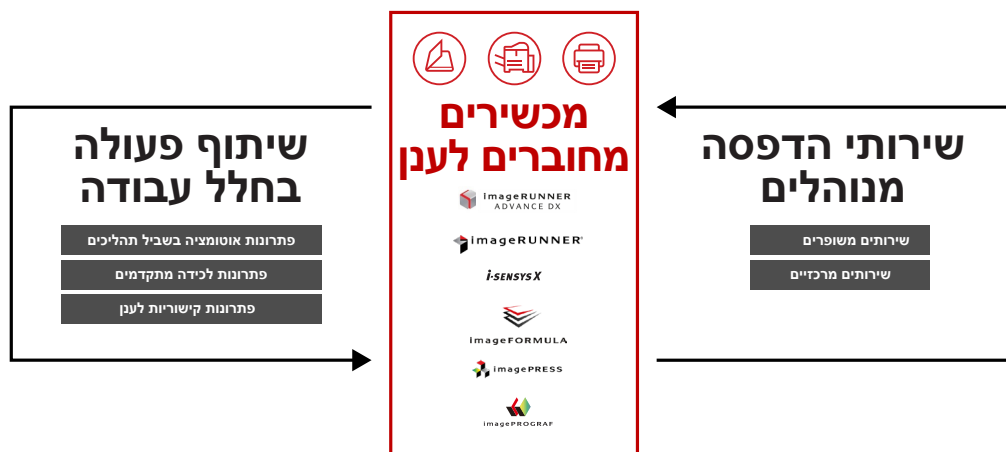 שירותי הדפסה
מנוהלים
שירותים משופרים
שירותים מרכזיים
מכשירים
מחוברים לענן
imageRUNNER
ADVANCE DX
imageRUNNER
i-SENSYS X
imageFORMULA
imagePRESS
imagePROGRAF
שיתוף פעולה
בחלל עבודה
פתרונות אוטומציה בשביל תהליכים
פתרונות לכידה מתקדמים
פתרונות קישוריות לענן